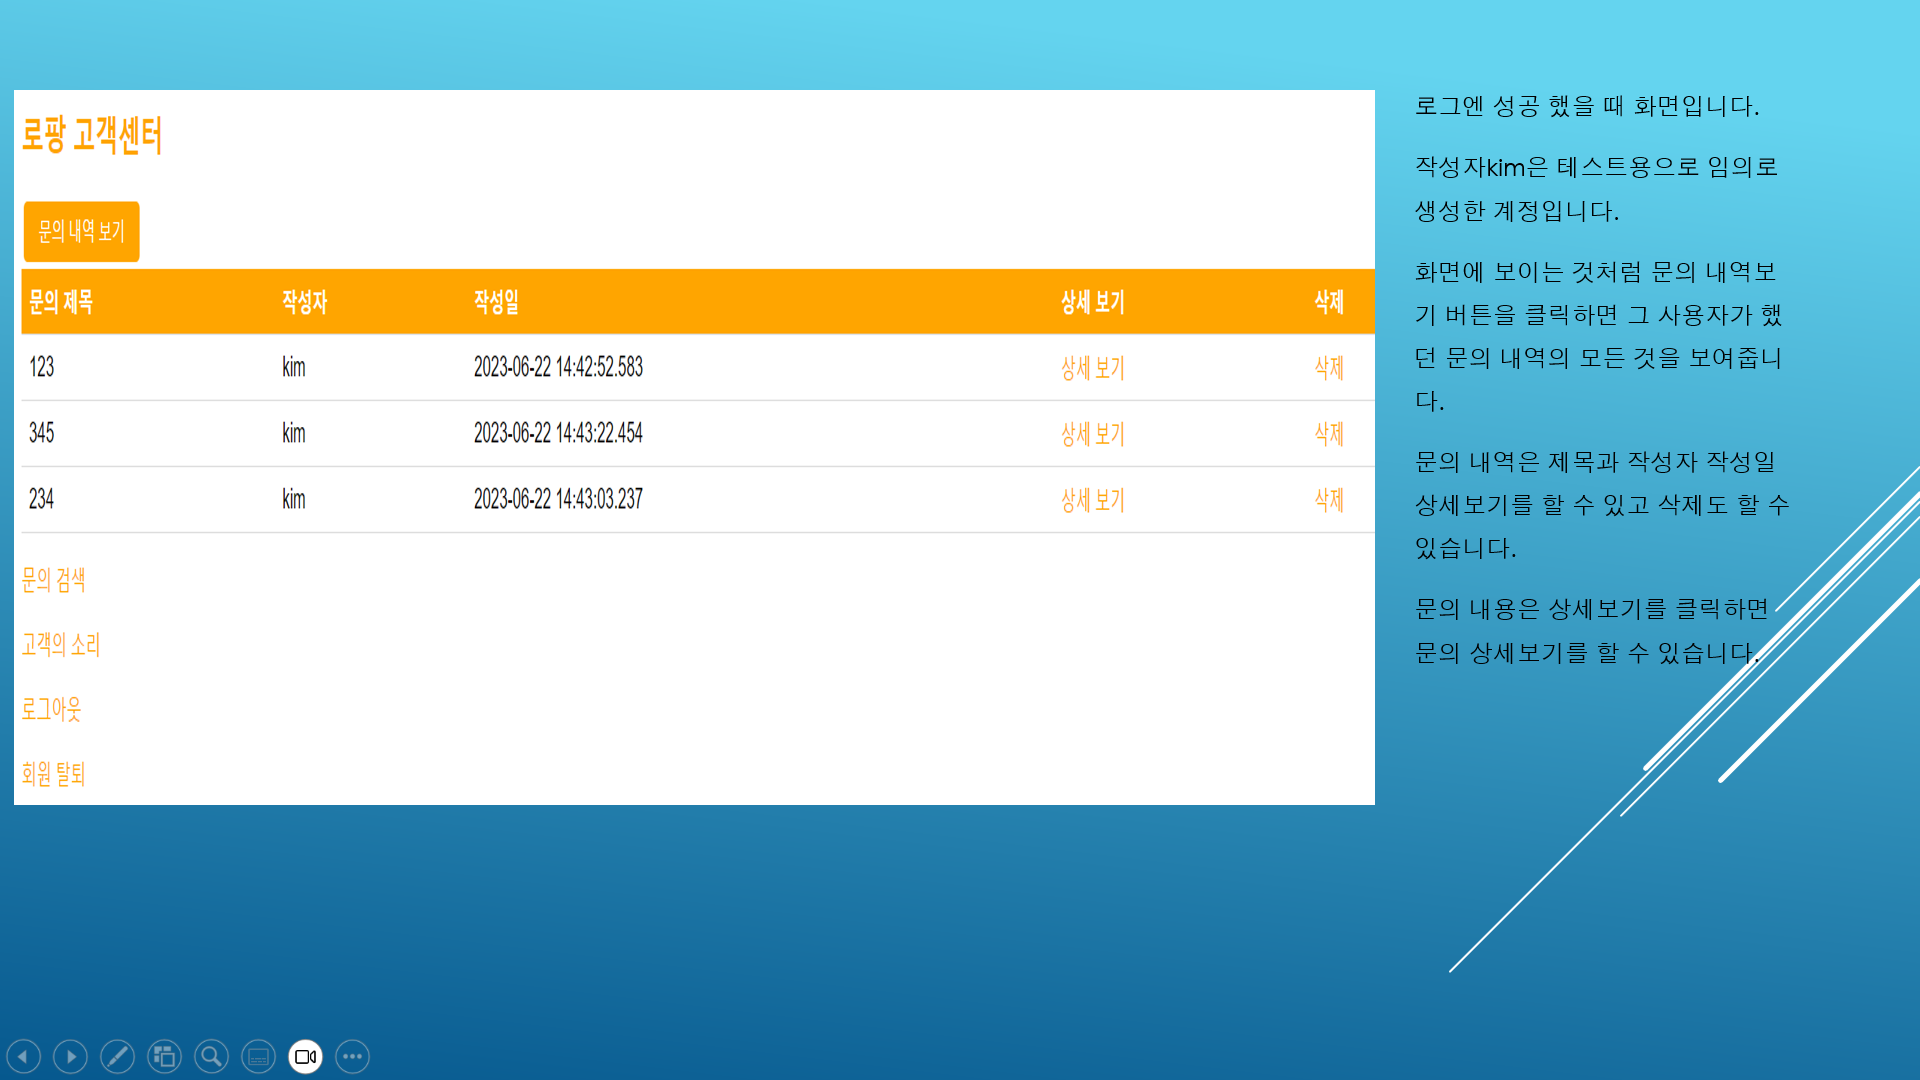 로팡 고객센터
문의 내역 보기
문의 제목 작성자 작성일 상세 보기 삭제
123 kim 2023-06-22 14:42:52.583 상세 보기 삭제
345 kim 2023-06-22 14:43:22.454 상세 보기 삭제
234 kim 2023-06-22 14:43:03.237 상세 보기 삭제
문의 검색
고객의 소리
로그아웃
회원 탈퇴
로그엔 성공 했을 때 화면입니다.
작성자kim은 테스트용으로 임의로
생성한 계정입니다.
화면에 보이는 것처럼 문의 내역보
기 버튼을 클릭하면 그 사용자가 했
던 문의 내역의 모든 것을 보여줍니
다.
문의 내역은 제목과 작성자 작성일
상세보기를 할 수 있고 삭제도 할 수
있습니다.
문의 내용은 상세보기를 클릭하면
문의 상세보기를 할 수 있습니다.